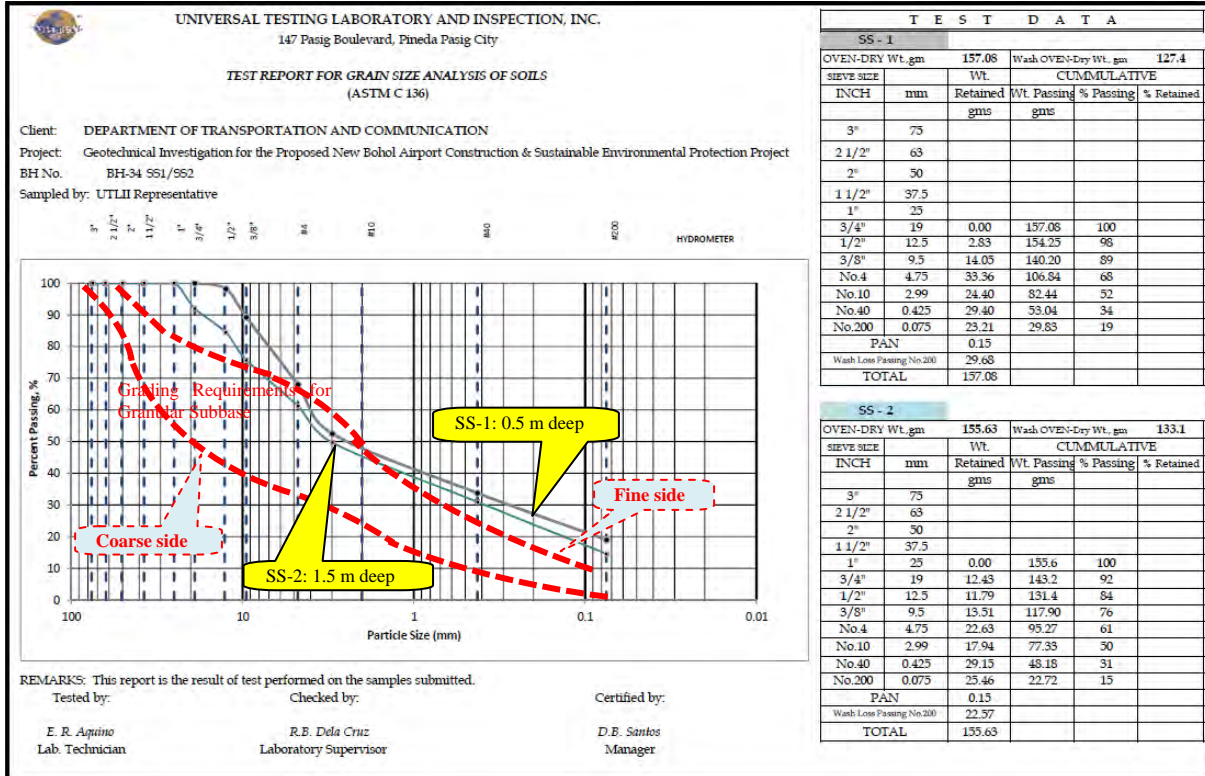 UNIVERSAL TESTING LABORATORY AND INSPECTION, INC.
147 Pasig Boulevard, Pineda Pasig City
TEST REPORT FOR GRAIN SIZE ANALYSIS OF SOILS
(ASTM C 136)
Client: DEPARTMENT OF TRANSPORTATION AND COMMUNICATION
Project: Geotechnical Investigation for the Proposed New Bohol Airport Construction & Sustainable Environmental Protection Project
BH No. BH-34 SS1/SS2
Sampled by: UTLII Representative
3" 2 1/2" 2" 1 1/2" 1" 3/4" 1/2" 3/8" #4 #10 #40 #200 HYDROMETER
100
90
80
70
60
50
40
30
20
10
0
Percent Passing, %
Grading Requirements for
Granular Subbase
SS-1: 0.5 m deep
Fine side
Coarse side
SS-2: 1.5 m deep
100 10 1 0.1 0.01
Particle Size (mm)
REMARKS: This report is the result of test performed on the samples submitted.
Tested by: Checked by: Certified by:
E. R. Aquino R.B. Dela Cruz D.B. Santos
Lab. Technician Laboratory Supervisor Manager
T E S T D A T A
SS - 1
OVEN-DRY Wt.,gm 157.08 Wash OVEN-Dry Wt., gm 127.4
SIEVE SIZE Wt. CUMMULATIVE
INCH mm Retained Wt. Passing % Passing % Retained
gms gms
3" 75
2 1/2" 63
2" 50
1 1/2" 37.5
1" 25
3/4" 19 0.00 157.08 100
1/2" 12.5 2.83 154.25 98
3/8" 9.5 14.05 140.20 89
No.4 4.75 33.36 106.84 68
No.10 2.99 24.40 82.44 52
No.40 0.425 29.40 53.04 34
No.200 0.075 23.21 29.83 19
PAN 0.15
Wash Loss Passing No.200 29.68
TOTAL 157.08
SS - 2
OVEN-DRY Wt.,gm 155.63 Wash OVEN-Dry Wt., gm 133.1
SIEVE SIZE Wt. CUMMULATIVE
INCH mm Retained Wt. Passing % Passing % Retained
gms gms
3" 75
2 1/2" 63
2" 50
1 1/2" 37.5
1" 25 0.00 155.6 100
3/4" 19 12.43 143.2 92
1/2" 12.5 11.79 131.4 84
3/8" 9.5 13.51 117.90 76
No.4 4.75 22.63 95.27 61
No.10 2.99 17.94 77.33 50
No.40 0.425 29.15 48.18 31
No.200 0.075 25.46 22.72 15
PAN 0.15
Wash Loss Passing No.200 22.57
TOTAL 155.63